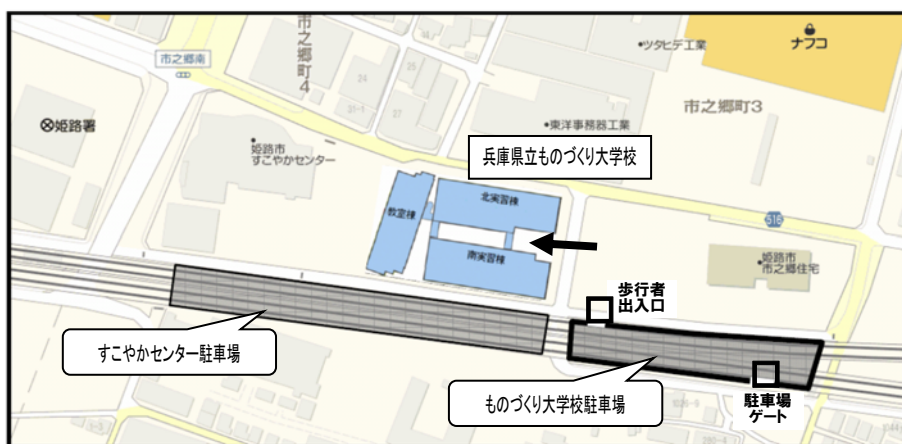 市之郷南
市之郷町4
24
25
31-1
27
ツタヒデ工業
ナフコ
市之郷町3
姫路署
姫路市
すこやかセンター
東洋事務器工業
兵庫県立ものづくり大学校
教室棟
北実習棟
南実習棟
516
姫路市
市之郷住宅
歩行者
出入口
すこやかセンター駐車場
ものづくり大学校駐車場
駐車場
ゲート